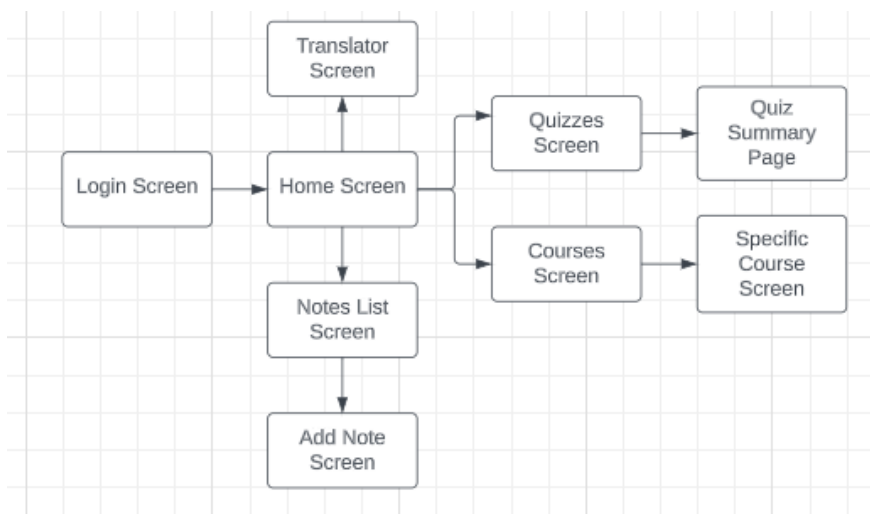 Translator
Screen
Quizzes
Screen
Quiz
Summary
Page
Login Screen
Home Screen
Courses
Screen
Specific
Course
Screen
Notes List
Screen
Add Note
Screen